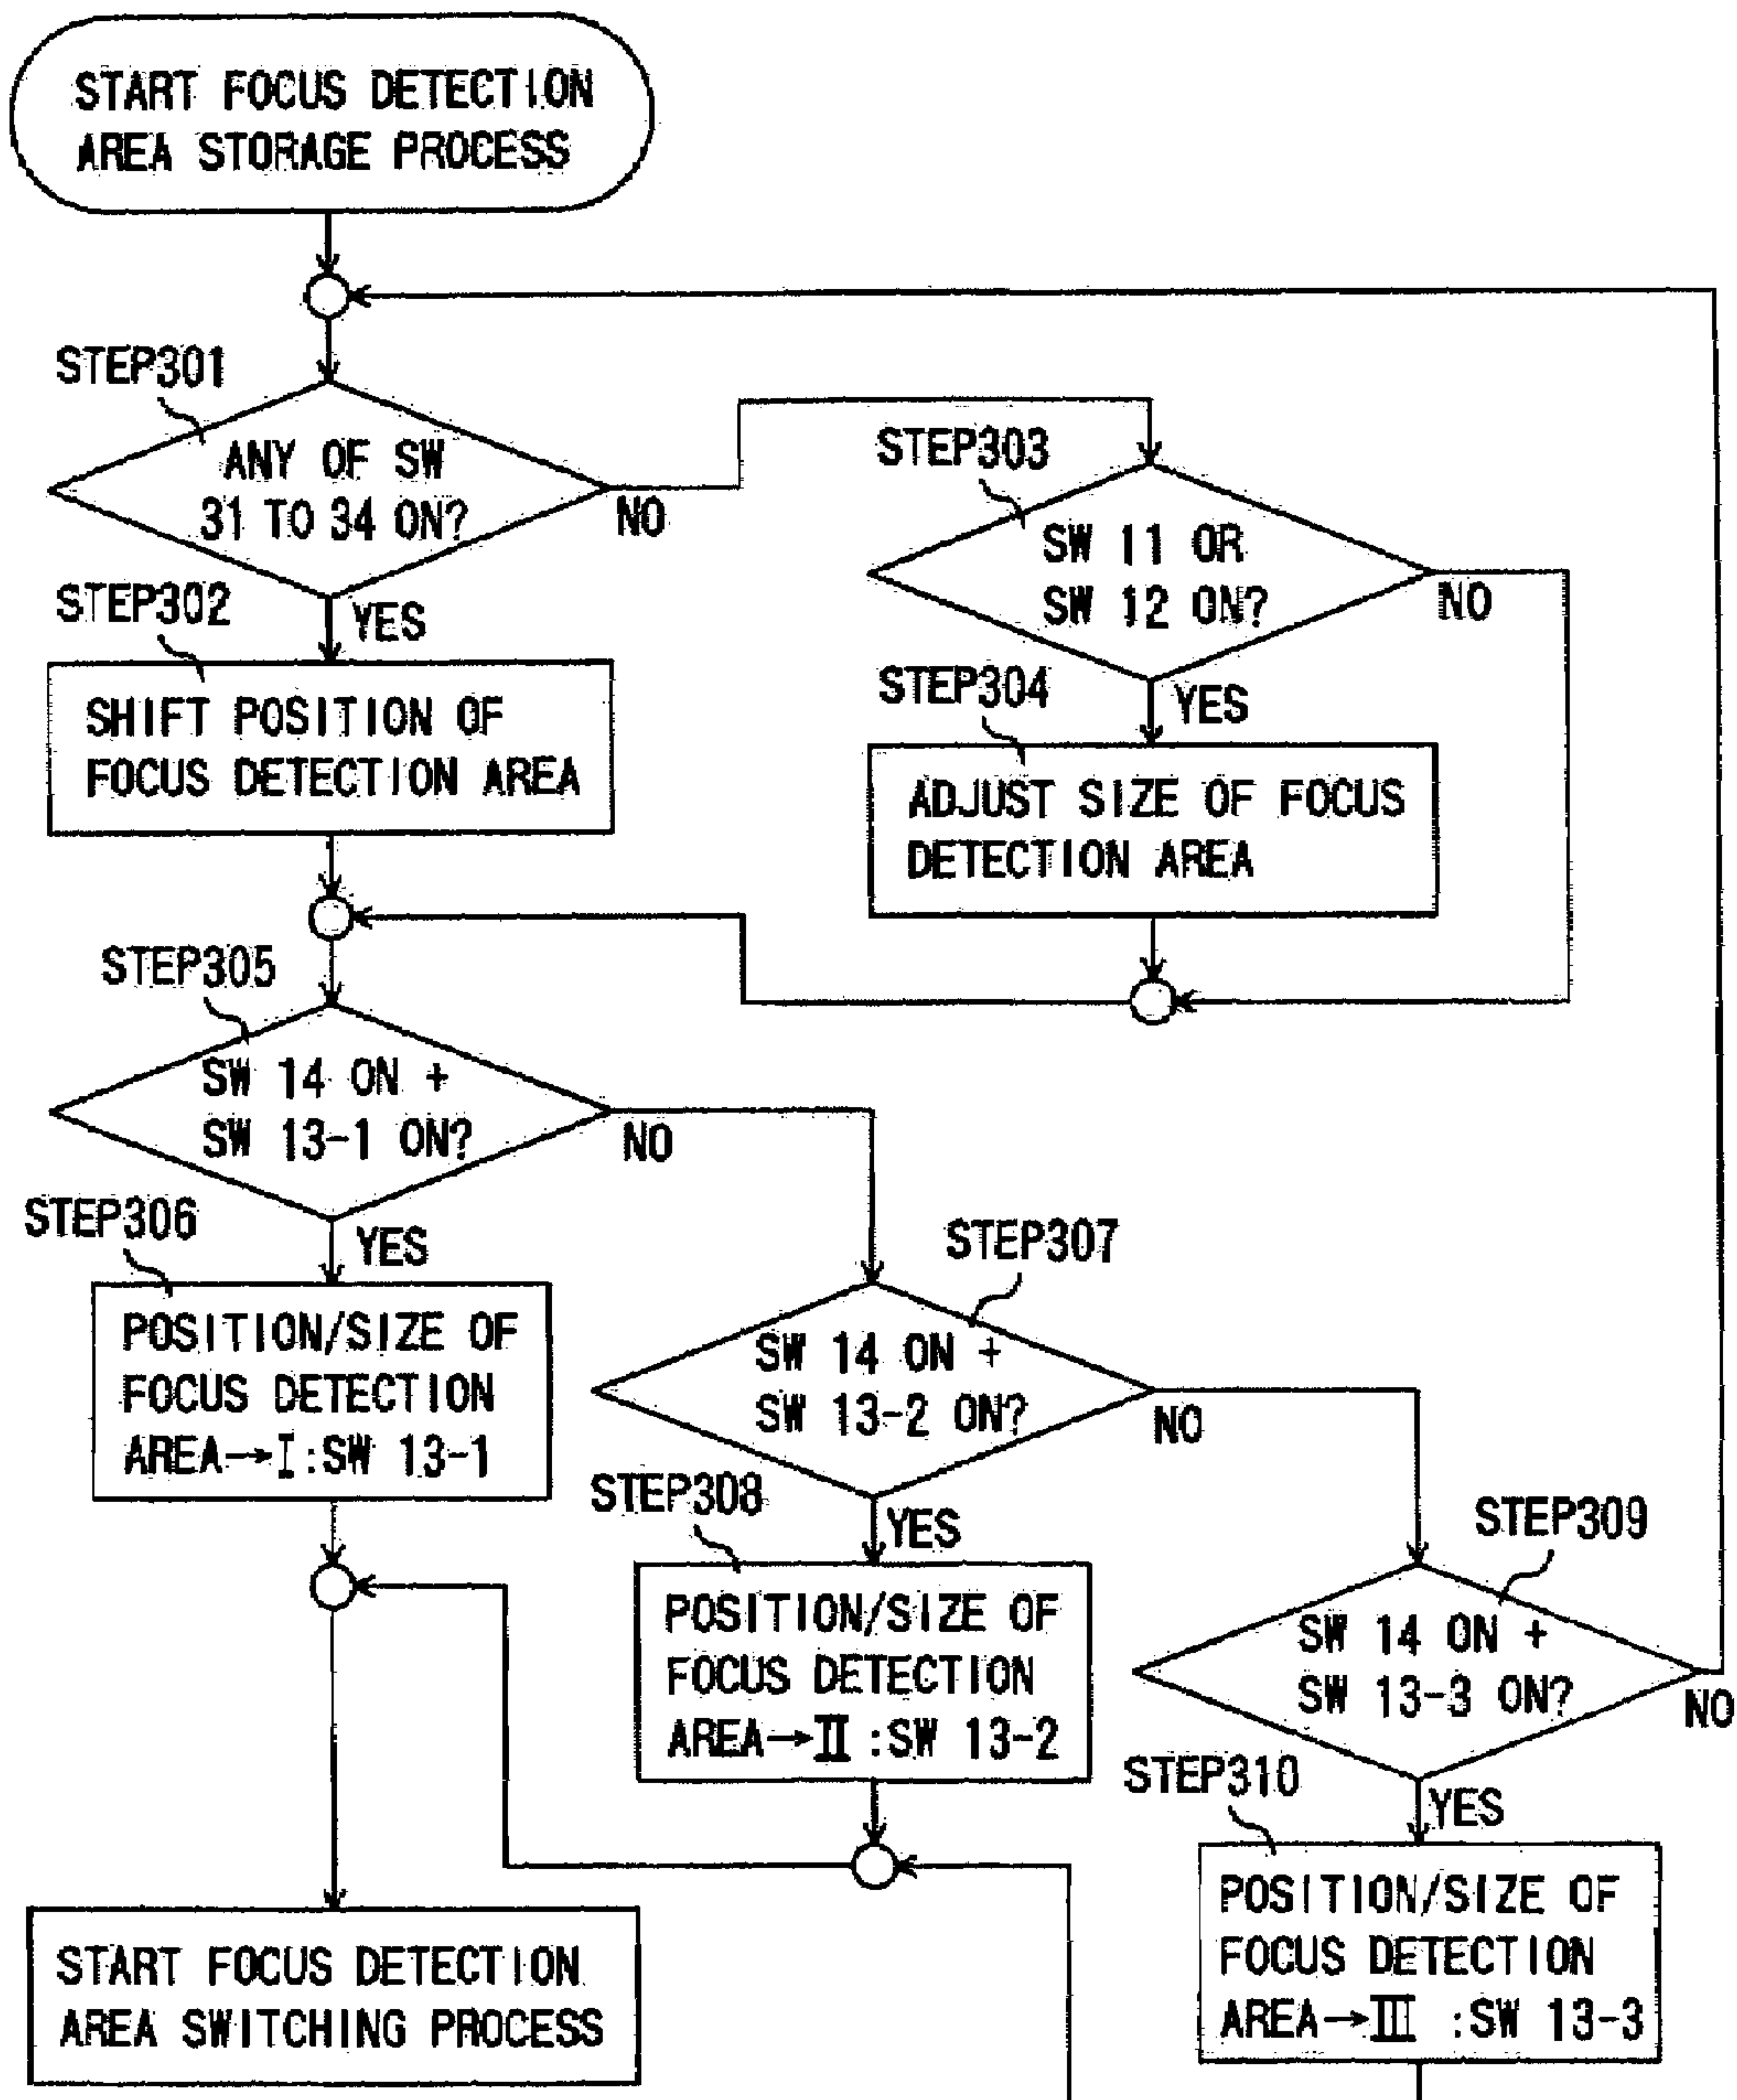 START FOCUS DETECTION
AREA STORAGE PROCESS
STEP301
ANY OF SW
31 TO 34 ON?
NO
YES
STEP302
SHIFT POSITION OF
FOCUS DETECTION AREA
STEP303
SW 11 OR
SW 12 ON?
NO
YES
STEP304
ADJUST SIZE OF FOCUS
DETECTION AREA
STEP305
SW 14 ON +
SW 13-1 ON?
NO
YES
STEP306
POSITION/SIZE OF
FOCUS DETECTION
AREA→I:SW 13-1
STEP307
SW 14 ON +
SW 13-2 ON?
NO
YES
STEP308
POSITION/SIZE OF
FOCUS DETECTION
AREA→II :SW 13-2
STEP309
SW 14 ON +
SW 13-3 ON?
NO
YES
STEP310
POSITION/SIZE OF
FOCUS DETECTION
AREA→III :SW 13-3
START FOCUS DETECTION
AREA SWITCHING PROCESS